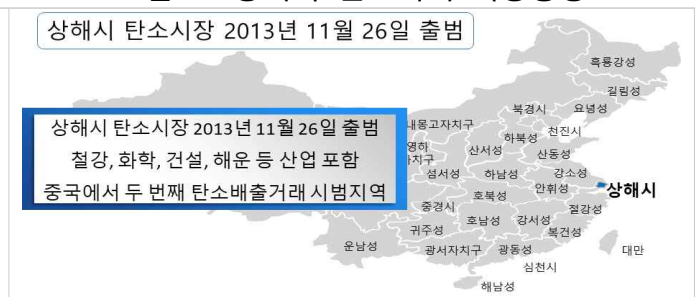 상해시 탄소시장 2013년 11월 26일 출범
상해시 탄소시장 2013년 11월 26일 출범
철강, 화학, 건설, 해운 등 산업 포함
중국에서 두 번째 탄소배출거래 시범지역
흑룡강성
길림성
북경시
요녕성
내몽고자치구
천진시
하북성
영하
자치구
산서성
산동성
섬서성
하남성
강소성
안휘성
상해시
호북성
중경시
절강성
호남성
강서성
귀주성
복건성
운남성
광서자치구
광동성
대만
심천시
해남성